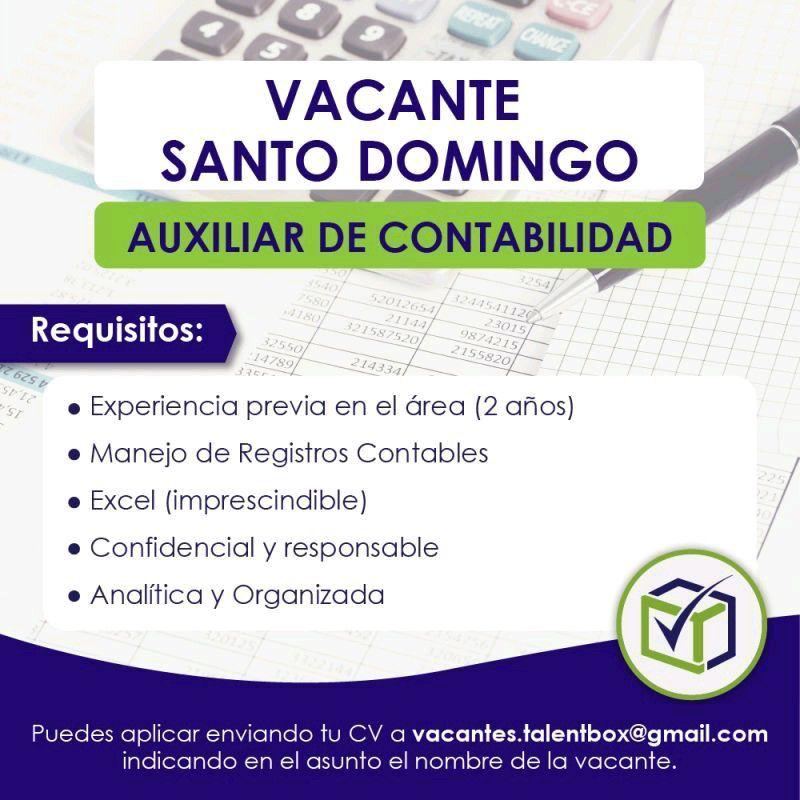 VACANTE
SANTO DOMINGO
AUXILIAR DE CONTABILIDAD
Requisitos:
• Experiencia previa en el área (2 años)
• Manejo de Registros Contables
• Excel (imprescindible)
• Confidencial y responsable
• Analítica y Organizada
Puedes aplicar enviando tu CV a vacantes.talentbox@gmail.com
indicando en el asunto el nombre de la vacante.